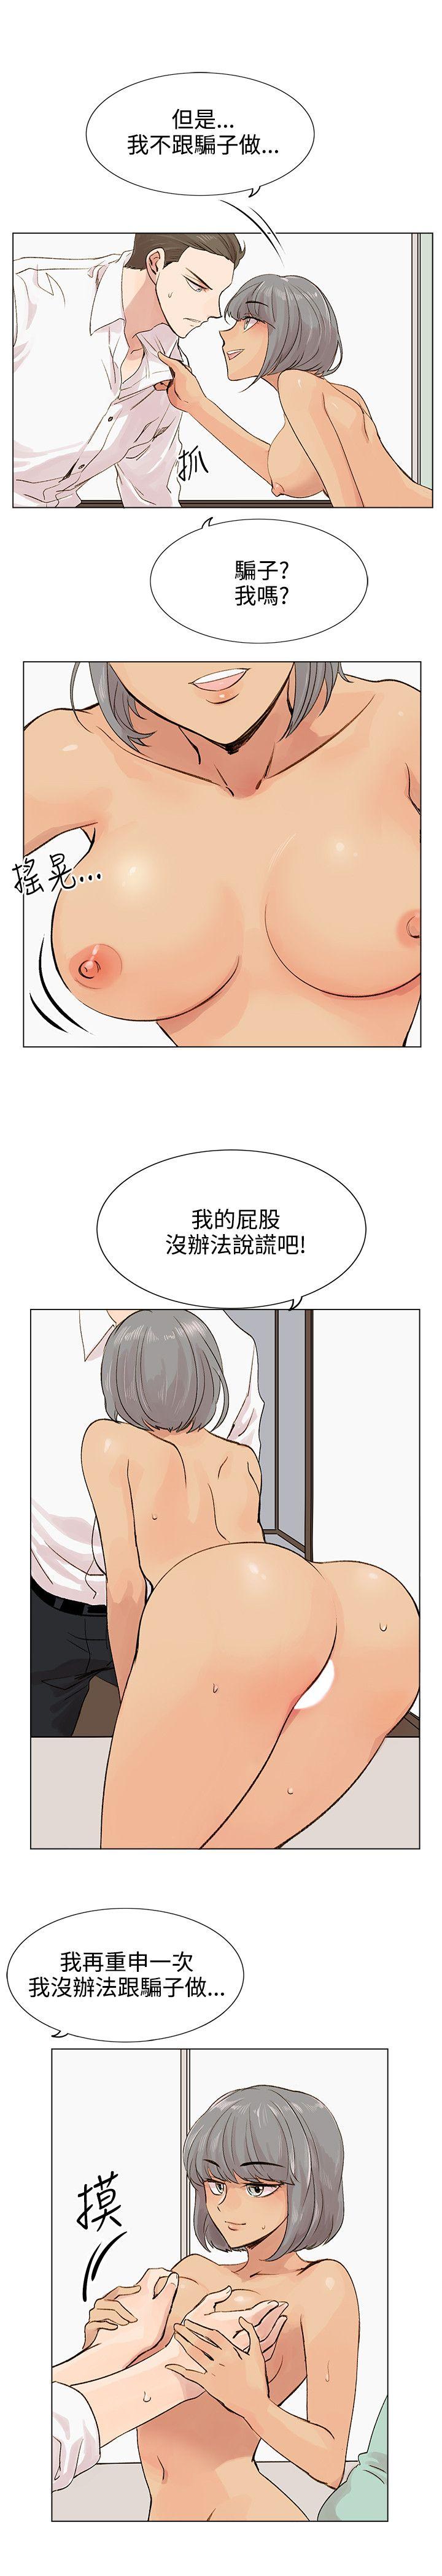 但是...
我不跟騙子做...
抓
騙子?
我嗎?
搖晃...
我的屁股
沒辦法說謊吧!
我再重申一次
我沒辦法跟騙子做...
摸